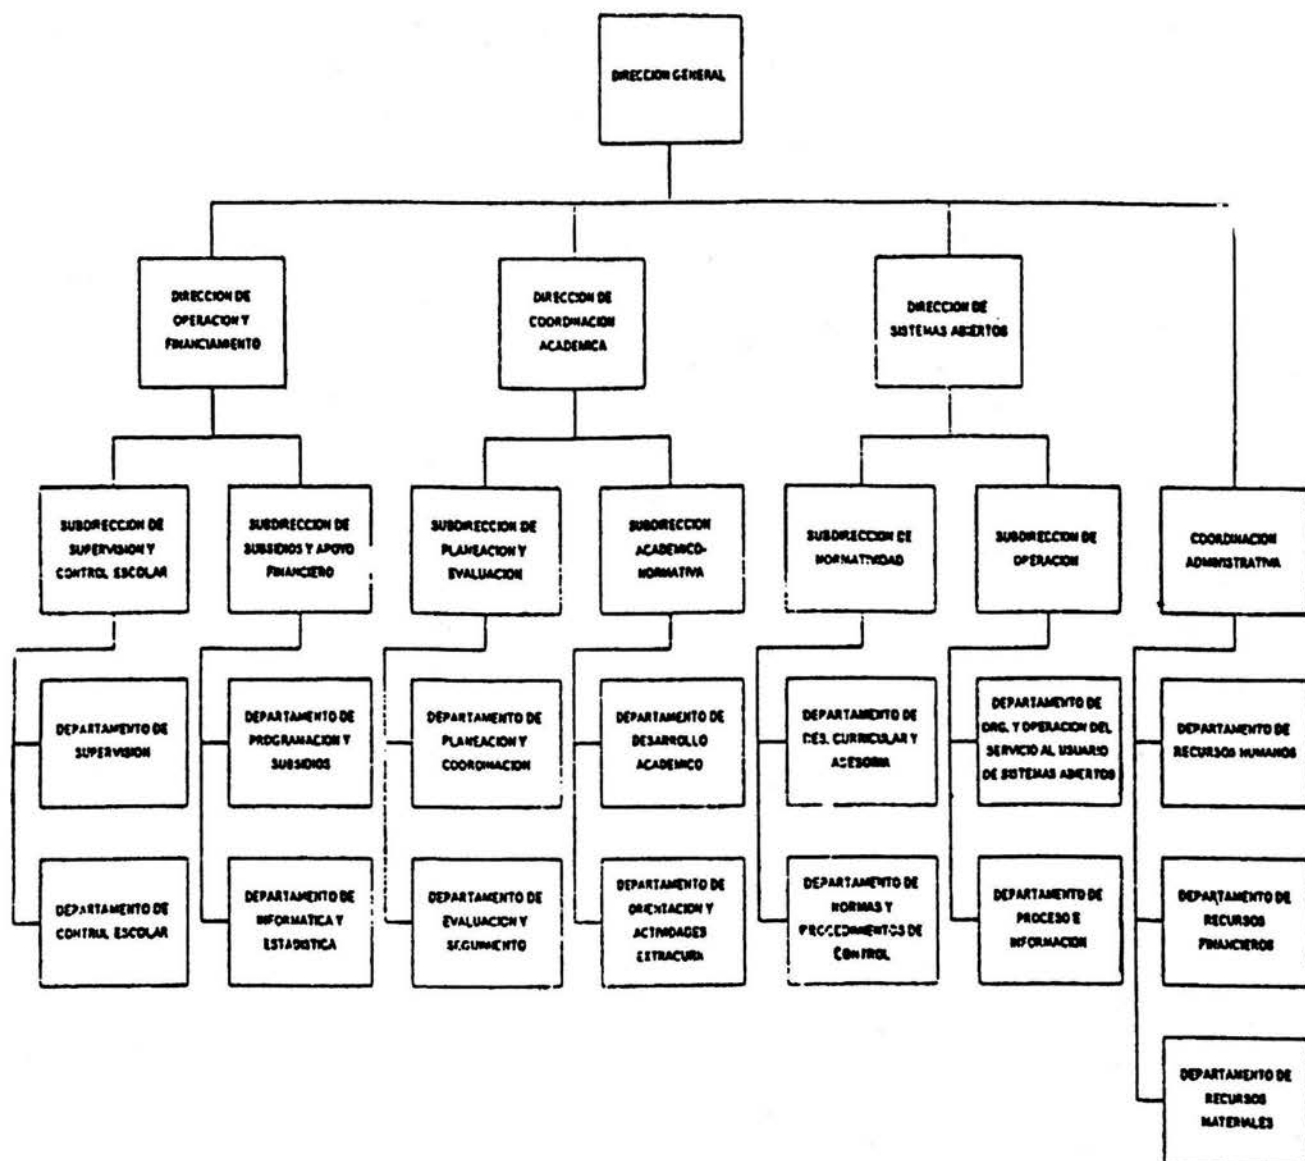 DIRECCION GENERAL
DIRECCION DE
OPERACION Y
FINANCIAMIENTO
DIRECCION DE
COORDINACION
ACADEMICA
DIRECCION DE
SISTEMAS ABIERTOS
SUBDIRECCION DE
SUPERVISION Y
CONTROL ESCOLAR
SUBDIRECCION DE
SUBSIDIOS Y APOYO
FINANCIERO
SUBDIRECCION DE
PLANEACION Y
EVALUACION
SUBDIRECCION
ACADEMICO-
NORMATIVA
SUBDIRECCION DE
NORMATIVIDAD
SUBDIRECCION DE
OPERACION
COORDINACION
ADMINISTRATIVA
DEPARTAMENTO DE
SUPERVISION
DEPARTAMENTO DE
PROGRAMACION Y
SUBSIDIOS
DEPARTAMENTO DE
PLANEACION Y
COORDINACION
DEPARTAMENTO DE
DESARROLLO
ACADEMICO
DEPARTAMENTO DE
DES. CURRICULAR Y
ASESORIA
DEPARTAMENTO DE
ORG. Y OPERACION DEL
SERVICIO AL USUARIO
DE SISTEMAS ABIERTOS
DEPARTAMENTO DE
RECURSOS HUMANOS
DEPARTAMENTO DE
CONTROL ESCOLAR
DEPARTAMENTO DE
INFORMATICA Y
ESTADISTICA
DEPARTAMENTO DE
EVALUACION Y
SEGUIMIENTO
DEPARTAMENTO DE
ORIENTACION Y
ACTIVIDADES
EXTRACURA
DEPARTAMENTO DE
NORMAS Y
PROCEDIMIENTOS DE
CONTROL
DEPARTAMENTO DE
PROCESO E
INFORMACION
DEPARTAMENTO DE
RECURSOS
FINANCIEROS
DEPARTAMENTO DE
RECURSOS
MATERIALES